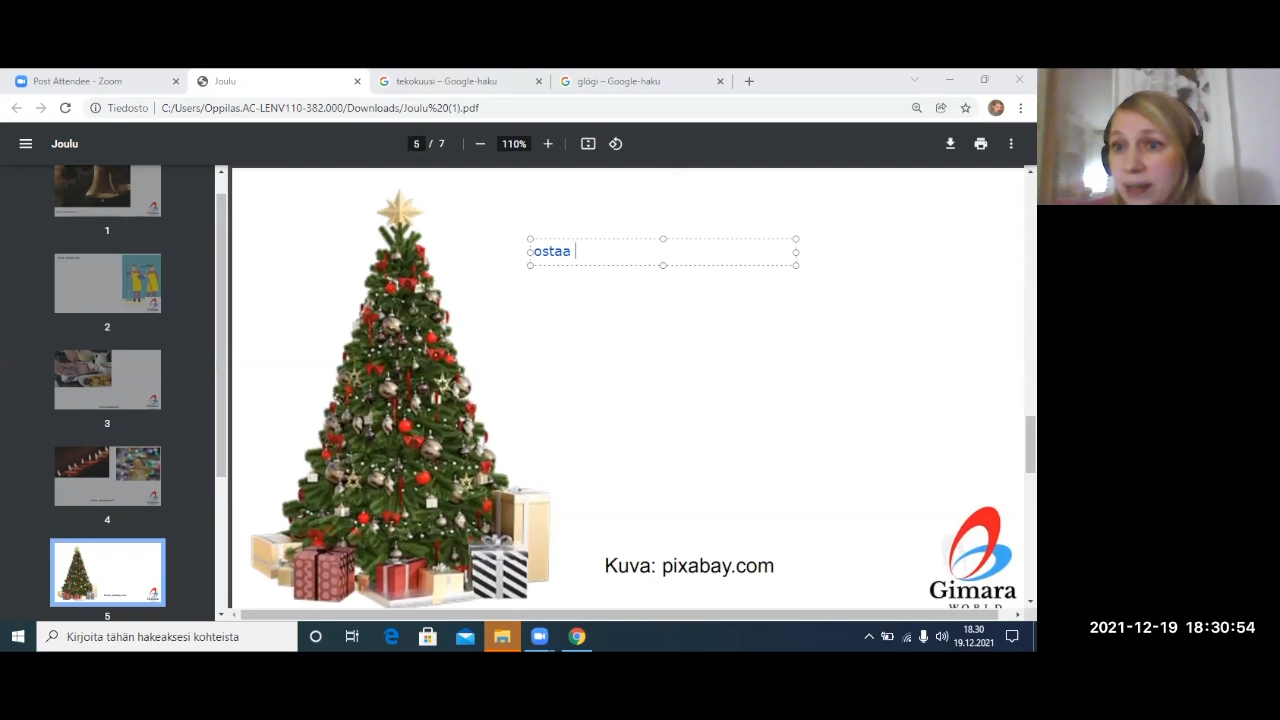 Post Attendee - Zoom
Joulu
tekokuusi – Google-haku
glögi – Google-haku
Tiedosto
C:/Users/Oppilas.AC-LENV110-382.000/Downloads/Joulu%20(1).pdf
Joulu
5 / 7
110%
1
2
3
4
5
ostaa
Kuva: pixabay.com
Gimara
WORLD
Kirjoita tähän hakeaksesi kohteista
18.30
19.12.2021
2021-12-19 18:30:54